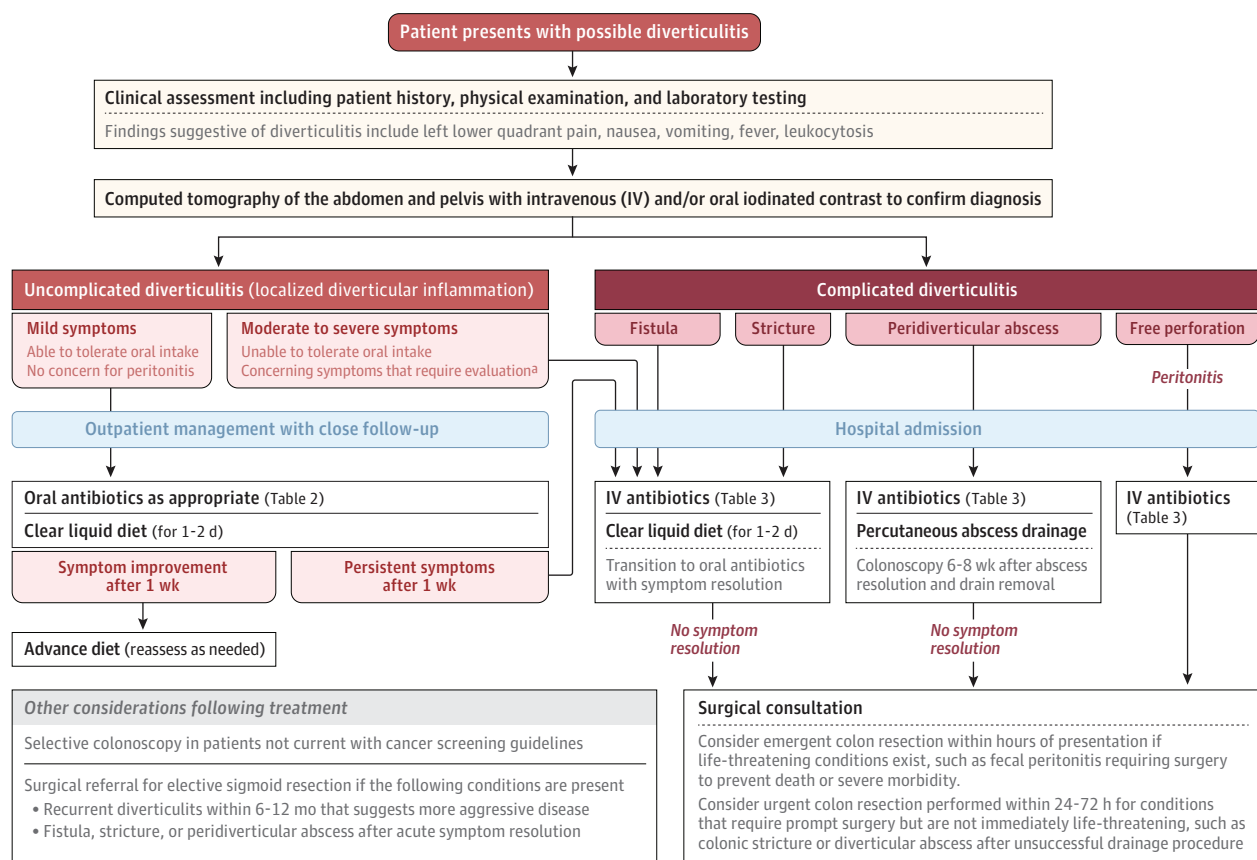 Patient presents with possible diverticulitis
Clinical assessment including patient history, physical examination, and laboratory testing
Findings suggestive of diverticulitis include left lower quadrant pain, nausea, vomiting, fever, leukocytosis
Computed tomography of the abdomen and pelvis with intravenous (IV) and/or oral iodinated contrast to confirm diagnosis
Uncomplicated diverticulitis (localized diverticular inflammation)
Mild symptoms
Able to tolerate oral intake
No concern for peritonitis
Moderate to severe symptoms
Unable to tolerate oral intake
Concerning symptoms that require evaluationa
Complicated diverticulitis
Fistula
Stricture
Peridiverticular abscess
Free perforation
Peritonitis
Outpatient management with close follow-up
Hospital admission
Oral antibiotics as appropriate (Table 2)
Clear liquid diet (for 1-2 d)
Symptom improvement
after 1 wk
Persistent symptoms
after 1 wk
Advance diet (reassess as needed)
IV antibiotics (Table 3)
Clear liquid diet (for 1-2 d)
Transition to oral antibiotics
with symptom resolution
No symptom
resolution
IV antibiotics (Table 3)
Percutaneous abscess drainage
Colonoscopy 6-8 wk after abscess
resolution and drain removal
No symptom
resolution
IV antibiotics
(Table 3)
Other considerations following treatment
Selective colonoscopy in patients not current with cancer screening guidelines
Surgical referral for elective sigmoid resection if the following conditions are present
• Recurrent diverticulits within 6-12 mo that suggests more aggressive disease
• Fistula, stricture, or peridiverticular abscess after acute symptom resolution
Surgical consultation
Consider emergent colon resection within hours of presentation if
life-threatening conditions exist, such as fecal peritonitis requiring surgery
to prevent death or severe morbidity.
Consider urgent colon resection performed within 24-72 h for conditions
that require prompt surgery but are not immediately life-threatening, such as
colonic stricture or diverticular abscess after unsuccessful drainage procedure